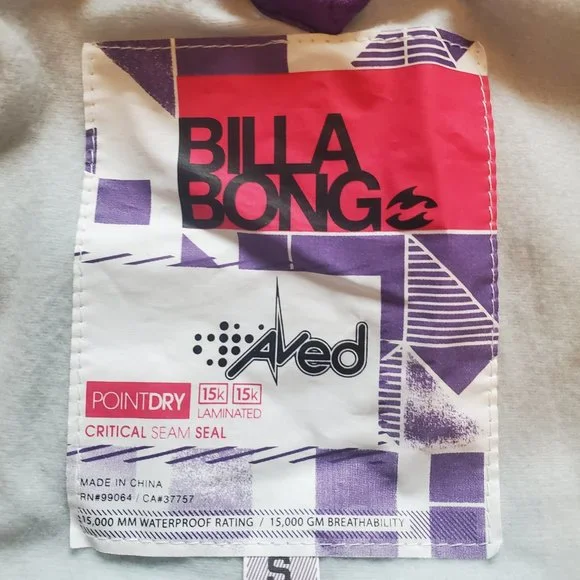 BILLA
BONG
Aved
POINTDRY 15k 15k
LAMINATED
CRITICAL SEAM SEAL
MADE IN CHINA
RN#99064 / CA#37757
15,000 MM WATERPROOF RATING / 15,000 GM BREATHABILITY
S